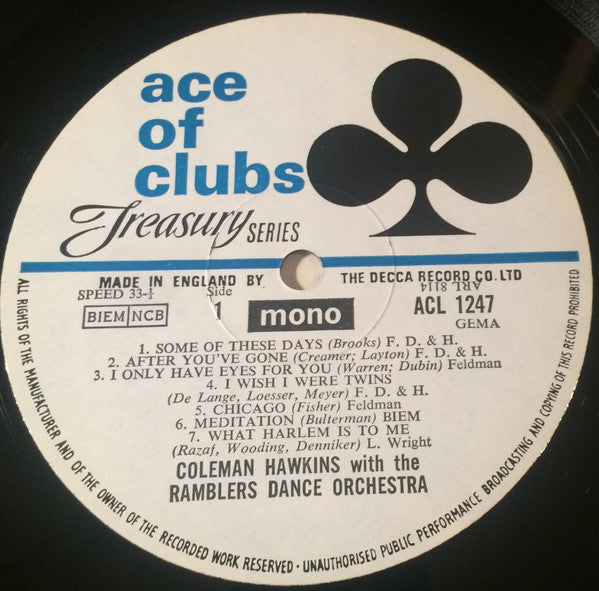 ace
of
clubs
Treasury SERIES
MADE IN ENGLAND BY THE DECCA RECORD CO. LTD
ARL 8114
SPEED 33-⅓
Side
1
BIEM NCB
mono
ACL 1247
GEMA
1. SOME OF THESE DAYS (Brooks) F. D. & H.
2. AFTER YOU'VE GONE (Creamer; Layton) F. D. & H.
3. I ONLY HAVE EYES FOR YOU (Warren; Dubin) Feldman
4. I WISH I WERE TWINS
(De Lange, Loesser, Meyer) F. D. & H.
5. CHICAGO (Fisher) Feldman
6. MEDITATION (Bulterman) BIEM
7. WHAT HARLEM IS TO ME
(Razaf, Wooding, Denniker) L. Wright
COLEMAN HAWKINS with the
RAMBLERS DANCE ORCHESTRA
ALL RIGHTS OF THE MANUFACTURER AND OF THE OWNER OF THE RECORDED WORK RESERVED · UNAUTHORISED PUBLIC PERFORMANCE BROADCASTING AND COPYING OF THIS RECORD PROHIBITED